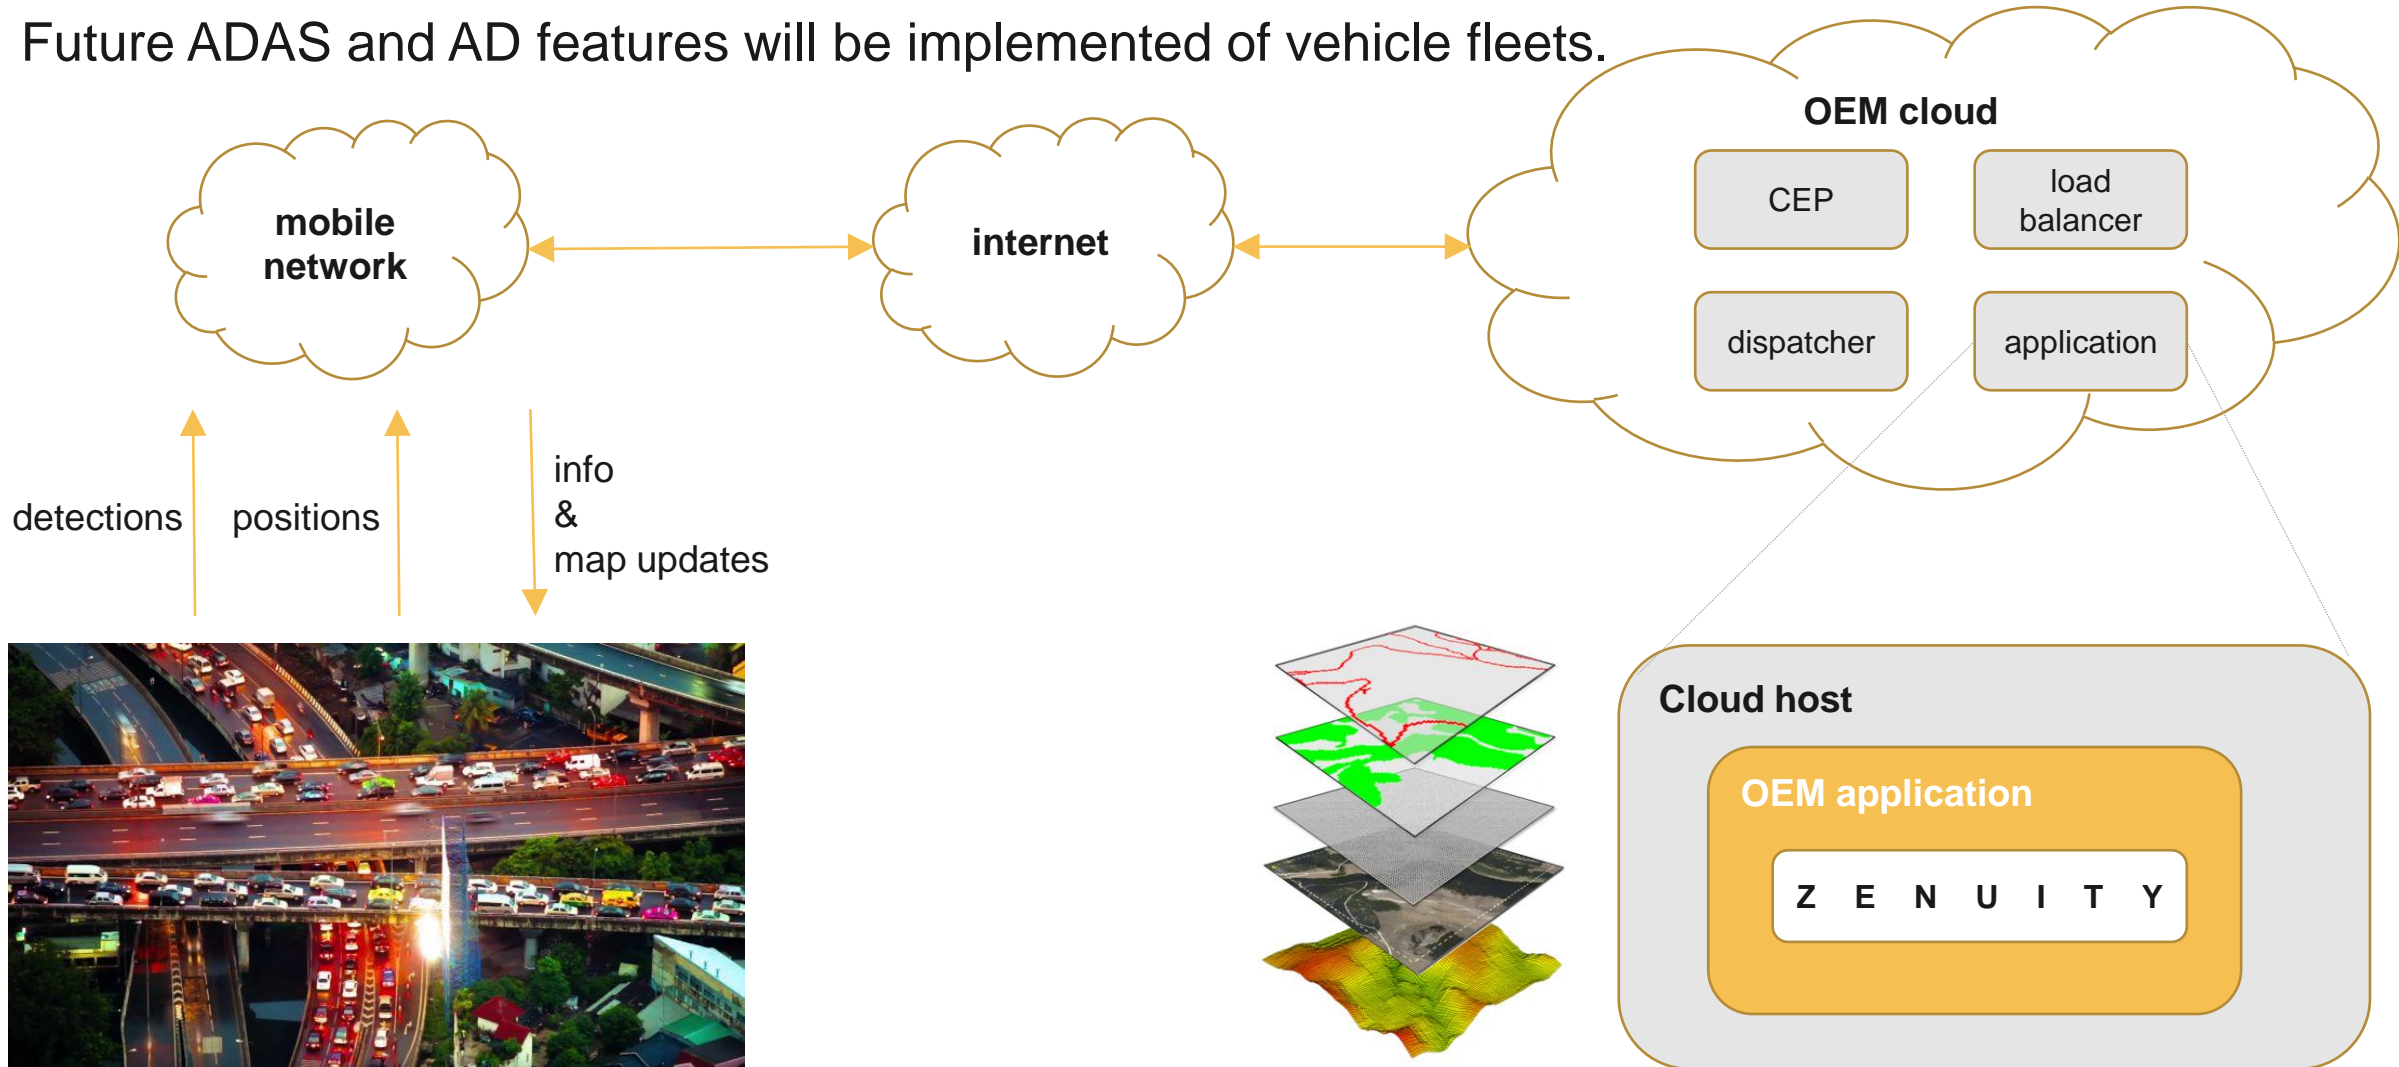 Future ADAS and AD features will be implemented of vehicle fleets.
OEM cloud
CEP
load
balancer
mobile
network
internet
dispatcher
application
detections
positions
info
&
map updates
Cloud host
OEM application
Z E N U I T Y